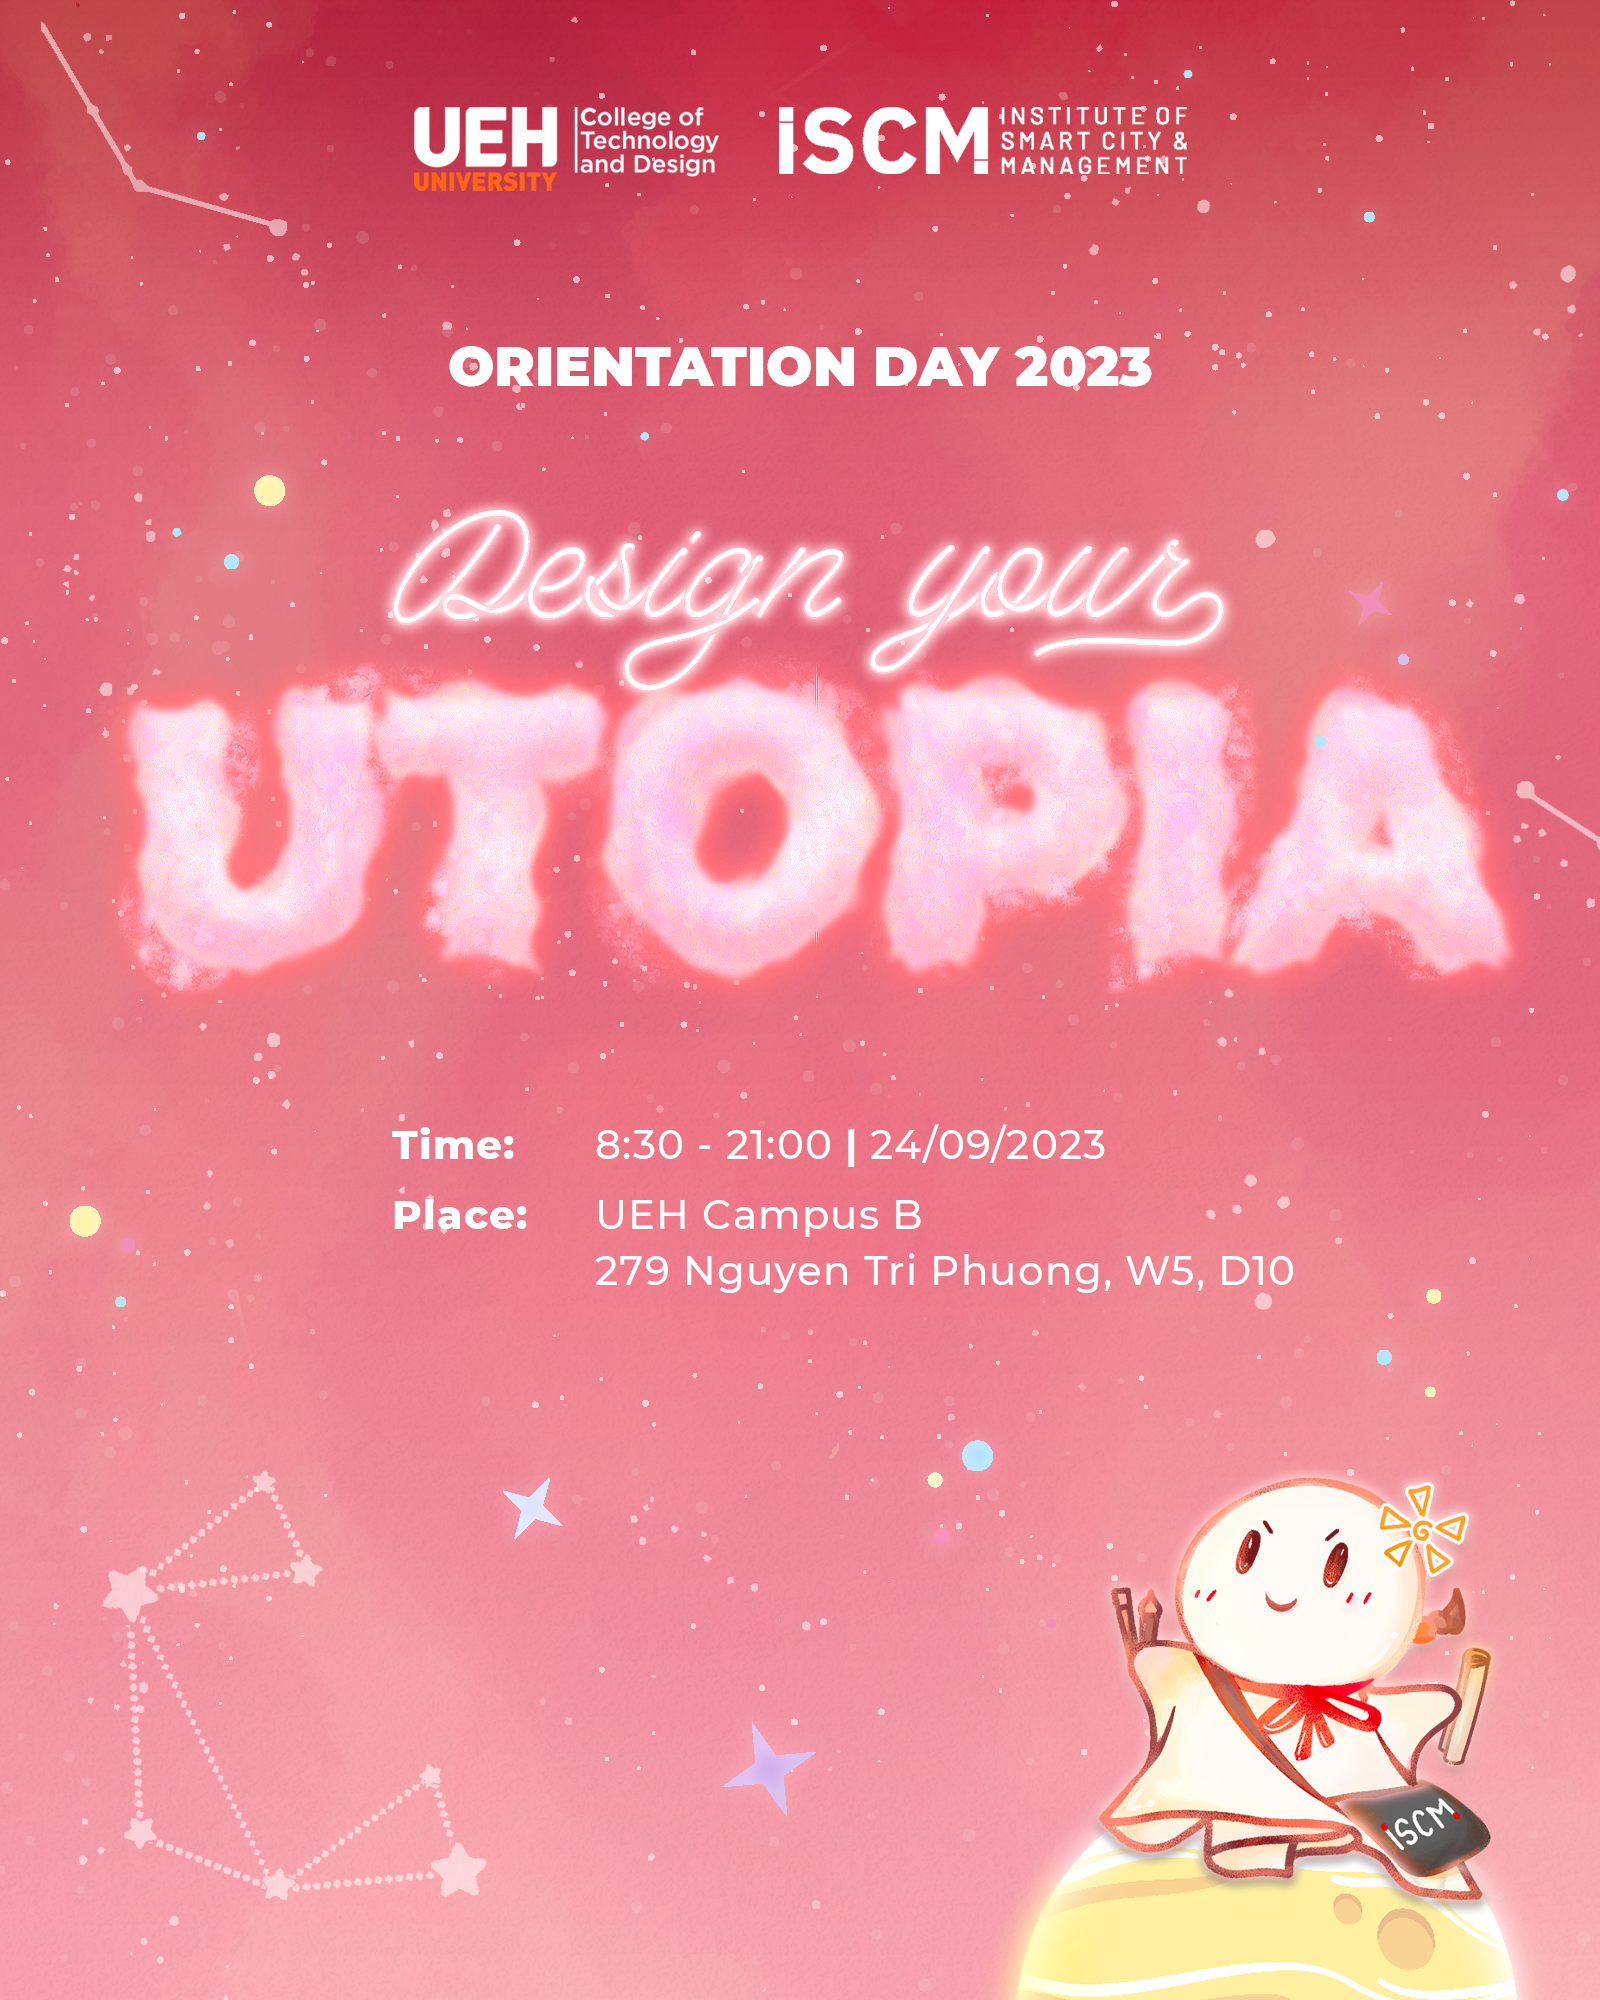 UEH
UNIVERSITY
College of
Technology
and Design
ISCM
INSTITUTE OF
SMART CITY &
MANAGEMENT
ORIENTATION DAY 2023
Design your
UTOPIA
Time: 8:30 - 21:00 | 24/09/2023
Place: UEH Campus B
279 Nguyen Tri Phuong, W5, D10
ISCM